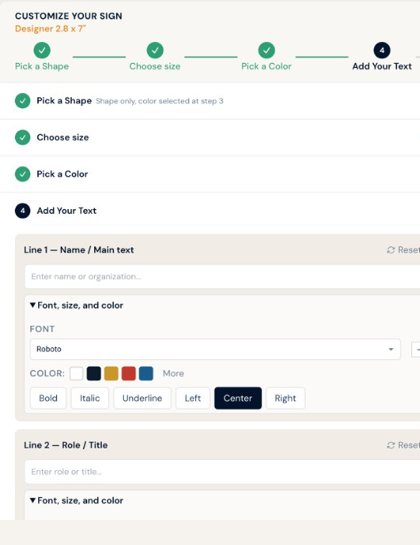 CUSTOMIZE YOUR SIGN
Designer 2.8 x 7"
Pick a Shape Choose size Pick a Color 4 Add Your Text
Pick a Shape Shape only, color selected at step 3
Choose size
Pick a Color
4 Add Your Text
Line 1 — Name / Main text Reset
Enter name or organization...
▼ Font, size, and color
FONT
Roboto
COLOR: More
Bold Italic Underline Left Center Right
Line 2 — Role / Title Reset
Enter role or title...
▼ Font, size, and color